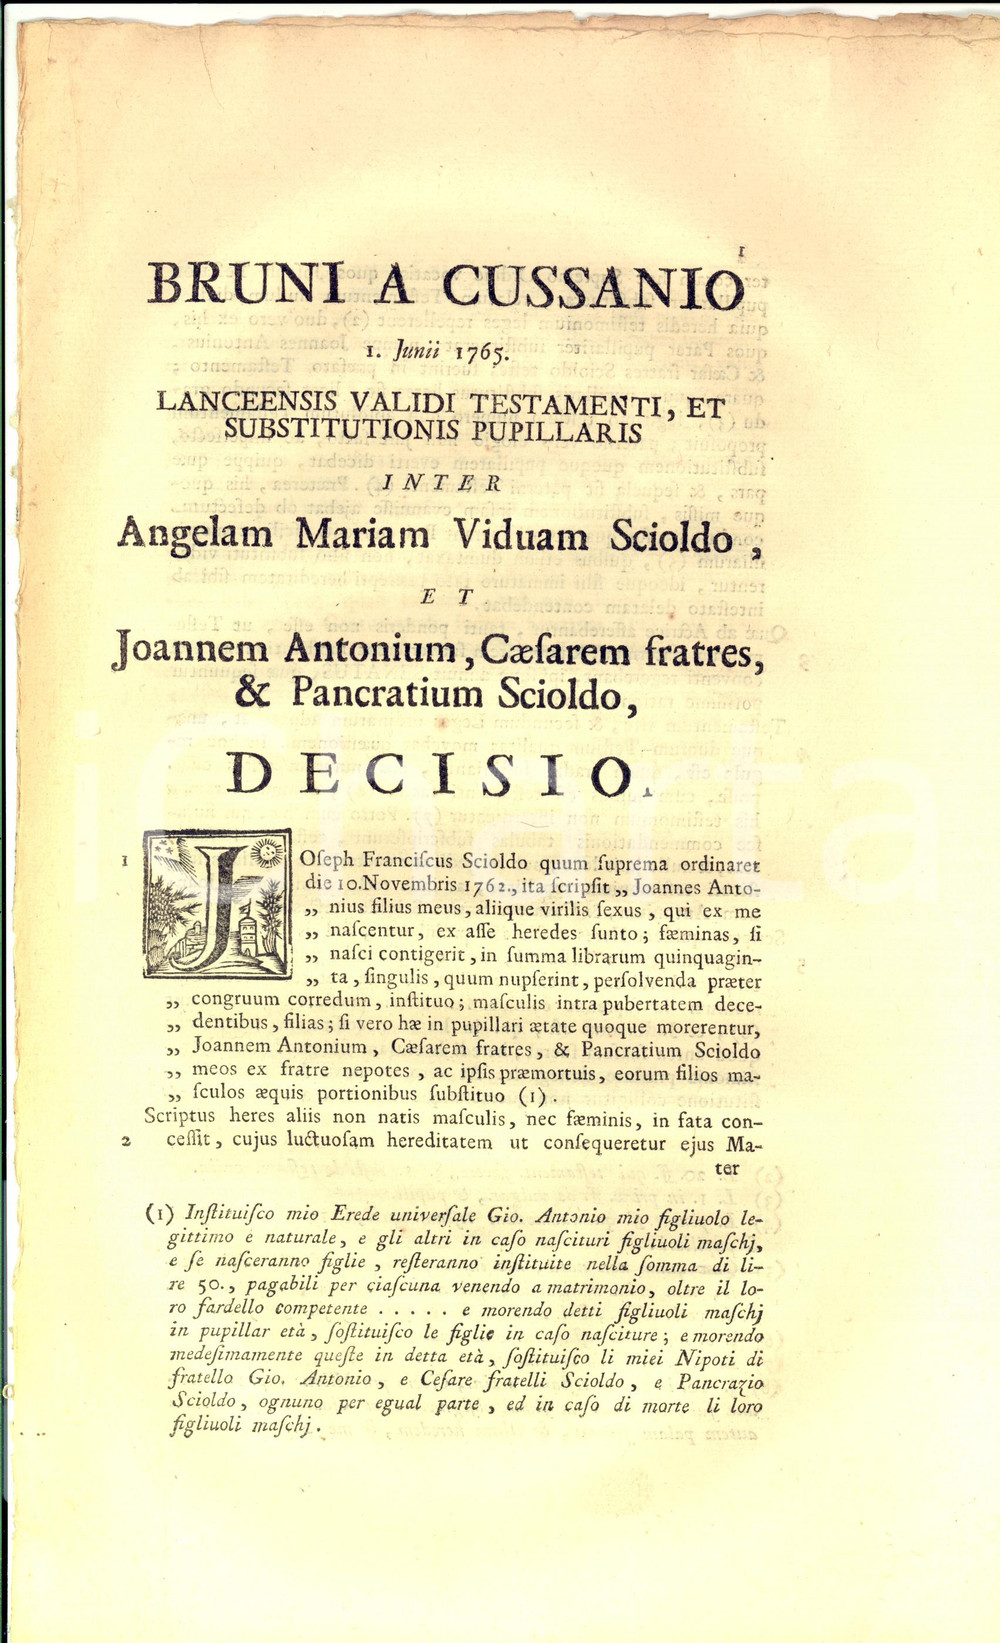 1
BRUNI A CUSSANIO
1. Junii 1765.
LANCEENSIS VALIDI TESTAMENTI, ET
SUBSTITUTIONIS PUPILLARIS
INTER
Angelam Mariam Viduam Scioldo,
ET
Joannem Antonium, Cæſarem fratres,
& Pancratium Scioldo,
DECISIO.
1 JOſeph Franciſcus Scioldo quum ſuprema ordinaret
die 10. Novembris 1762., ita ſcripſit „ Joannes Anto-
„ nius filius meus, aliique virilis ſexus, qui ex me
„ naſcentur, ex aſſe heredes ſunto; fæminas, ſi
„ naſci contigerit, in ſumma librarum quinquagin-
„ ta, ſingulis, quum nupſerint, perſolvenda præter
„ congruum corredum, inſtituo; maſculis intra pubertatem dece-
„ dentibus, filias; ſi vero hæ in pupillari ætate quoque morerentur,
„ Joannem Antonium, Cæſarem fratres, & Pancratium Scioldo
„ meos ex fratre nepotes, ac ipſis præmortuis, eorum filios ma-
„ ſculos æquis portionibus ſubſtituo (1).
Scriptus heres aliis non natis maſculis, nec fæminis, in fata con-
2 ceſſit, cujus luctuoſam hereditatem ut conſequeretur ejus Ma-
ter
(1) Inſtituiſco mio Erede univerſale Gio. Antonio mio figliuolo le-
gittimo e naturale, e gli altri in caſo naſcituri figliuoli maſchj,
e ſe naſceranno figlie, reſteranno inſtituite nella ſomma di li-
re 50., pagabili per ciaſcuna venendo a matrimonio, oltre il lo-
ro fardello competente . . . . . e morendo detti figliuoli maſchj
in pupillar età, ſoſtituiſco le figlie in caſo naſciture; e morendo
medeſimamente queſte in detta età, ſoſtituiſco li miei Nipoti di
fratello Gio. Antonio, e Ceſare fratelli Scioldo, e Pancrazio
Scioldo, ognuno per egual parte, ed in caſo di morte li loro
figliuoli maſchj.